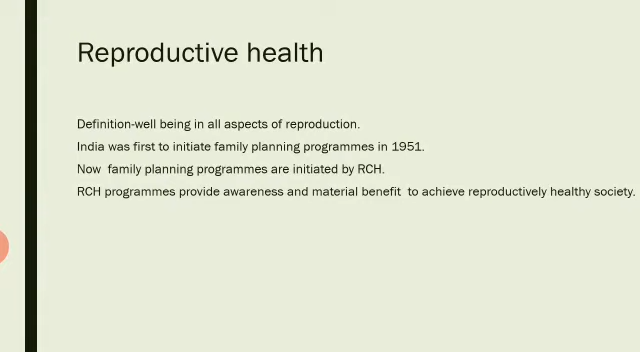 Reproductive health
Definition-well being in all aspects of reproduction.
India was first to initiate family planning programmes in 1951.
Now  family planning programmes are initiated by RCH.
RCH programmes provide awareness and material benefit  to achieve reproductively healthy society.